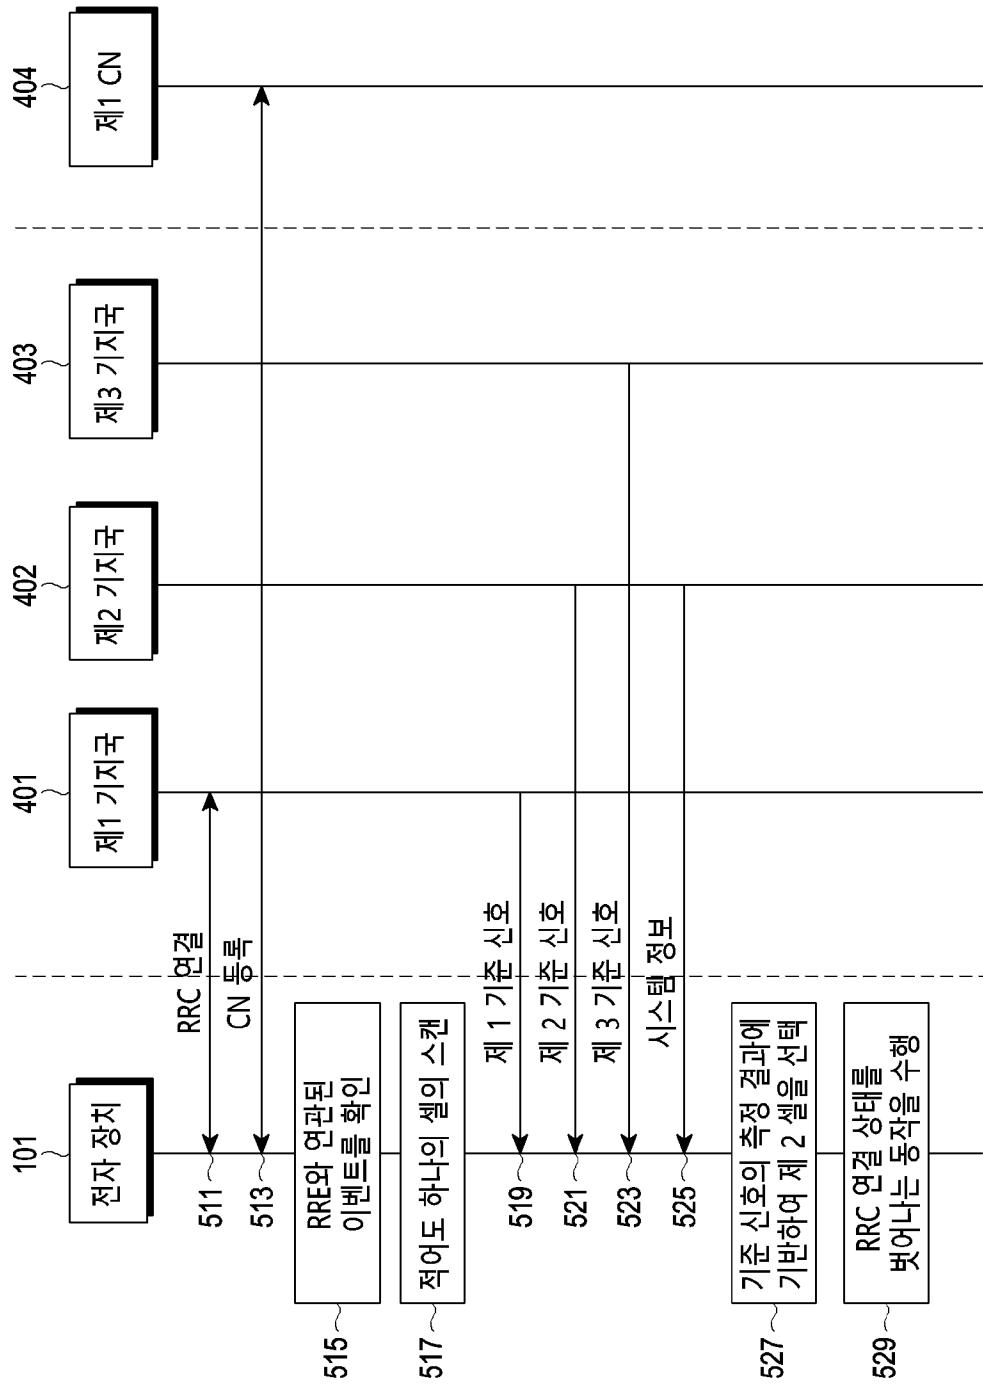 101
전자 장치
401
제1 기지국
402
제2 기지국
403
제3 기지국
404
제1 CN
RRC 연결
511
CN 등록
513
RRE와 연관된
이벤트를 확인
515
적어도 하나의 셀의 스캔
517
제 1 기준 신호
519
제 2 기준 신호
521
제 3 기준 신호
523
시스템 정보
525
기준 신호의 측정 결과에
기반하여 제 2 셀을 선택
527
RRC 연결 상태를
벗어나는 동작을 수행
529